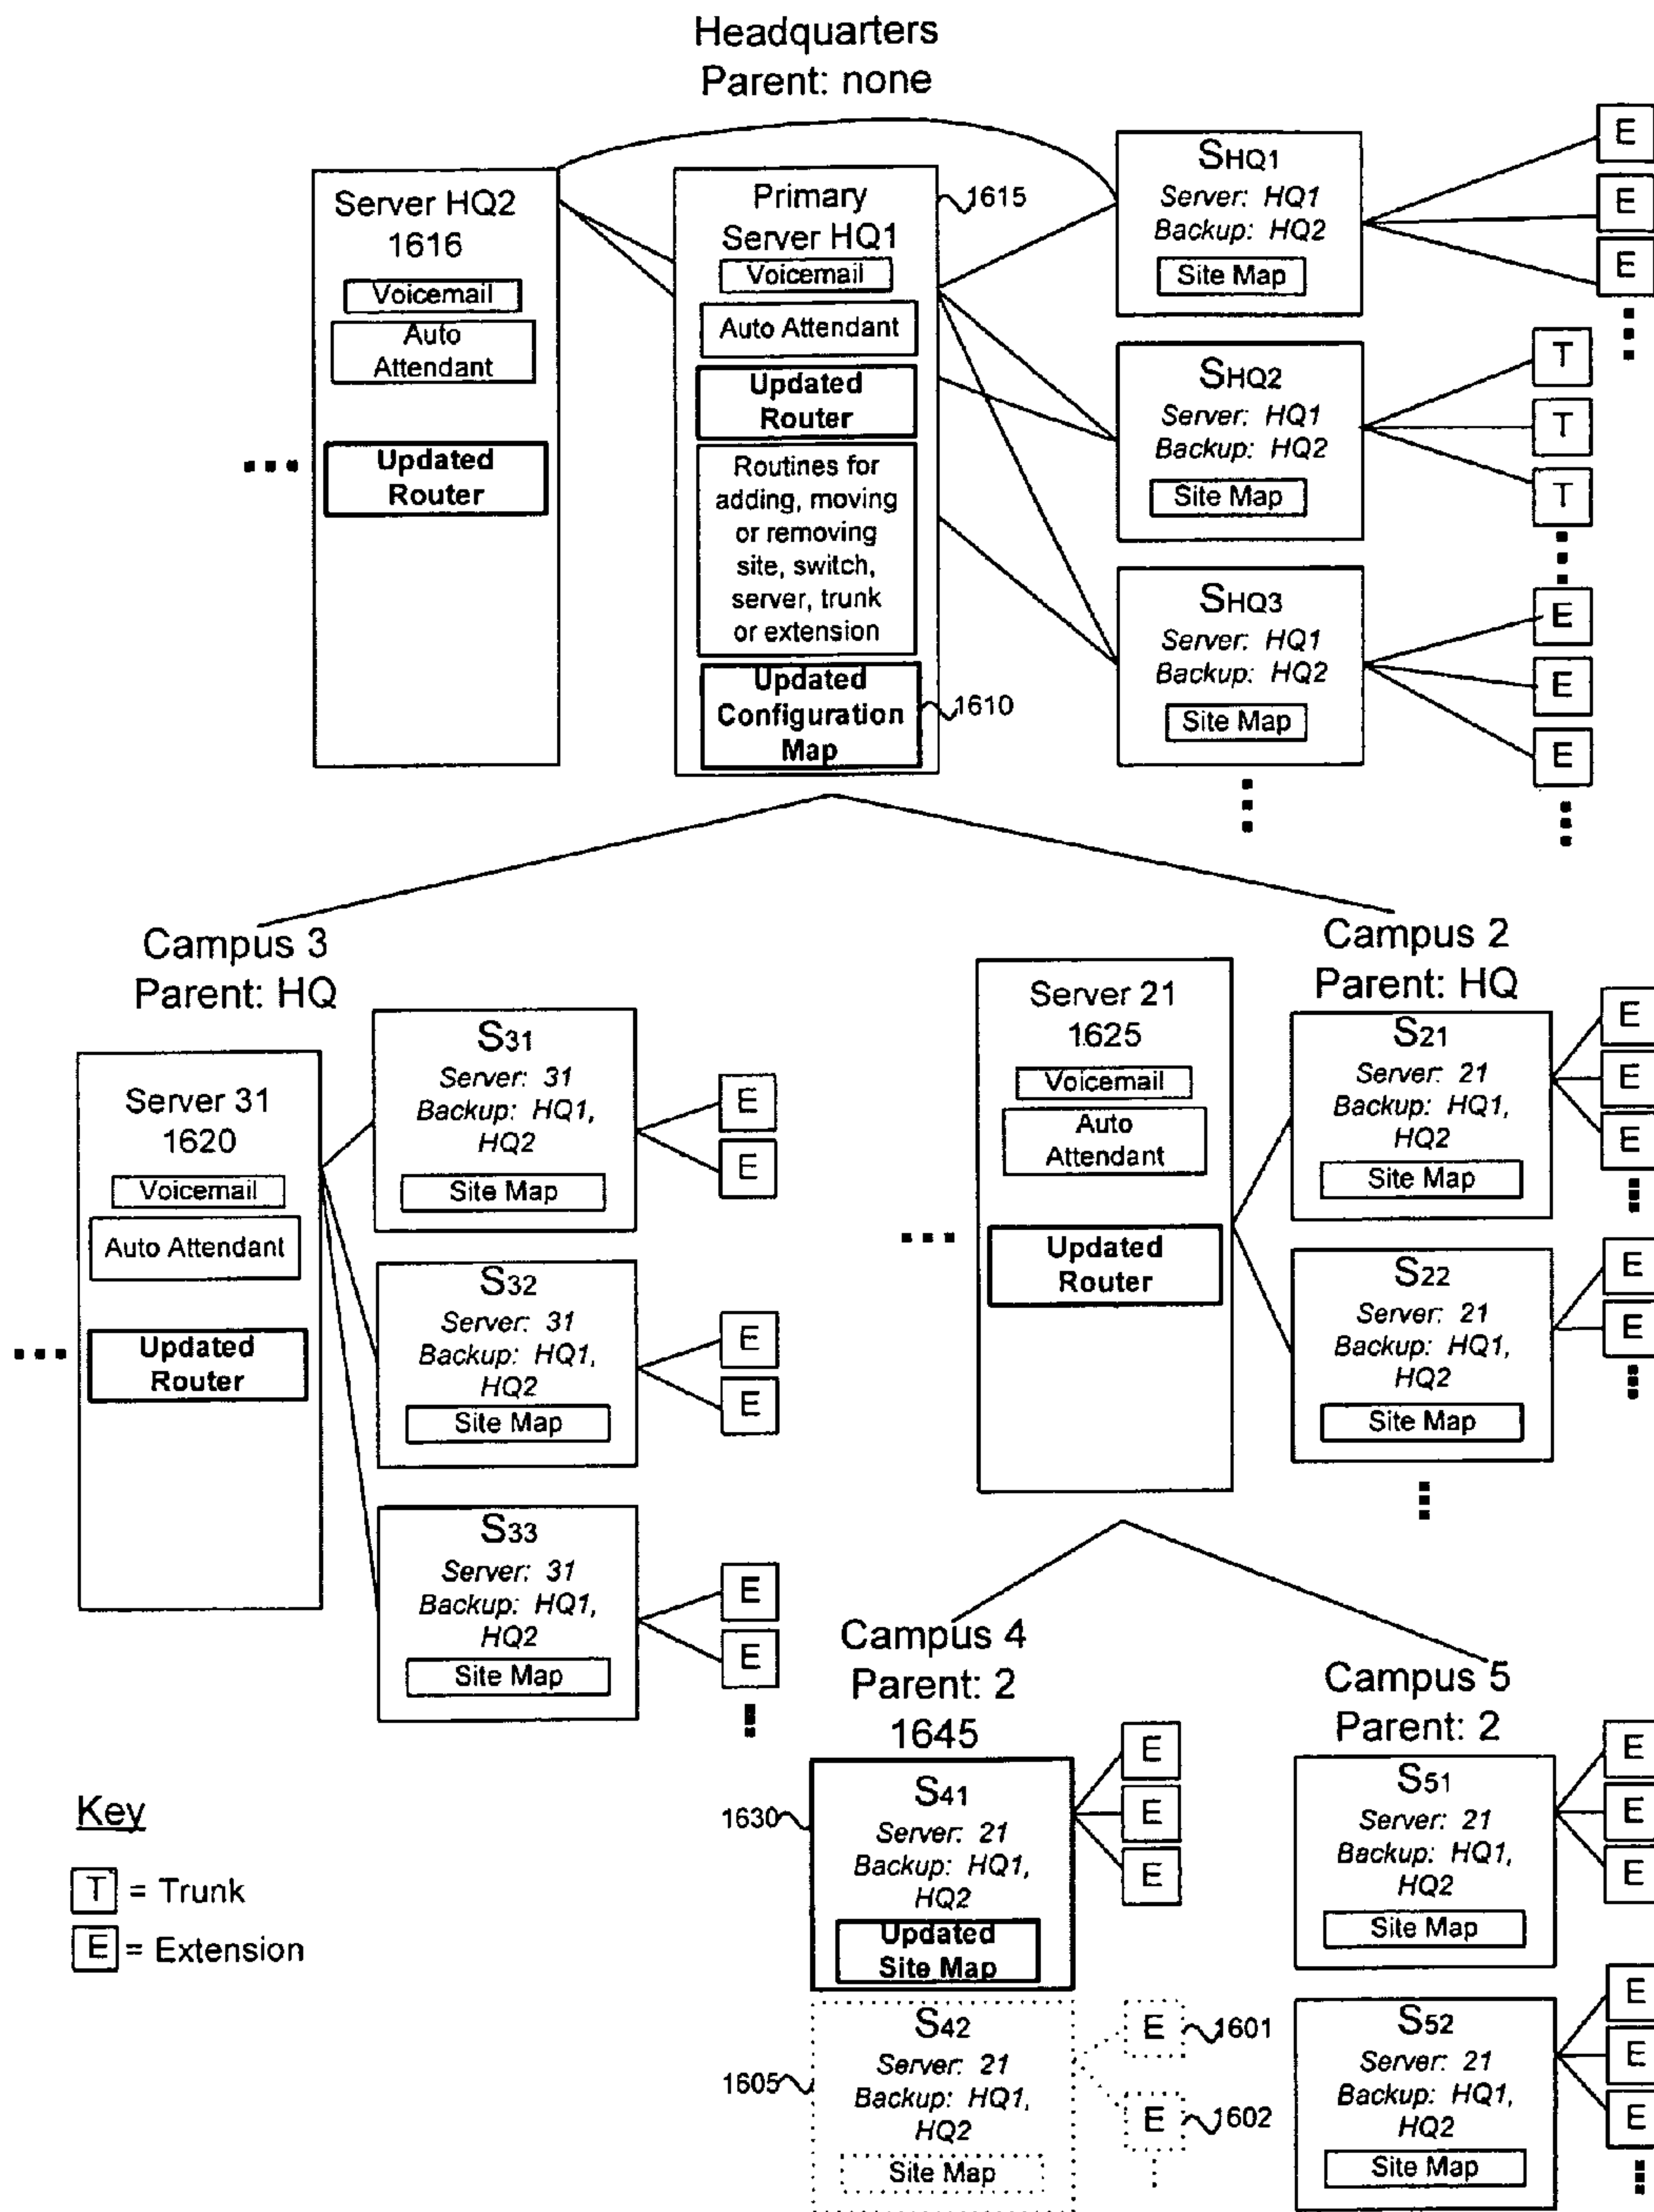 Headquarters
Parent: none
Server HQ2
1616
Voicemail
Auto
Attendant
Updated
Router
Primary
Server HQ1
1615
Voicemail
Auto Attendant
Updated
Router
Routines for
adding, moving
or removing
site, switch,
server, trunk
or extension
Updated
Configuration
Map
1610
SHQ1
Server: HQ1
Backup: HQ2
Site Map
E
E
E
SHQ2
Server: HQ1
Backup: HQ2
Site Map
T
T
T
SHQ3
Server: HQ1
Backup: HQ2
Site Map
E
E
E
Campus 3
Parent: HQ
Server 31
1620
Voicemail
Auto Attendant
Updated
Router
S31
Server: 31
Backup: HQ1,
HQ2
Site Map
E
E
S32
Server: 31
Backup: HQ1,
HQ2
Site Map
E
E
S33
Server: 31
Backup: HQ1,
HQ2
Site Map
E
E
Campus 2
Parent: HQ
Server 21
1625
Voicemail
Auto
Attendant
Updated
Router
S21
Server: 21
Backup: HQ1,
HQ2
Site Map
E
E
E
S22
Server: 21
Backup: HQ1,
HQ2
Site Map
E
E
Campus 4
Parent: 2
1645
1630
S41
Server: 21
Backup: HQ1,
HQ2
Updated
Site Map
E
E
E
1605
S42
Server: 21
Backup: HQ1,
HQ2
Site Map
E
1601
E
1602
Campus 5
Parent: 2
S51
Server: 21
Backup: HQ1,
HQ2
Site Map
E
E
E
S52
Server: 21
Backup: HQ1,
HQ2
Site Map
E
E
E
Key
T = Trunk
E = Extension